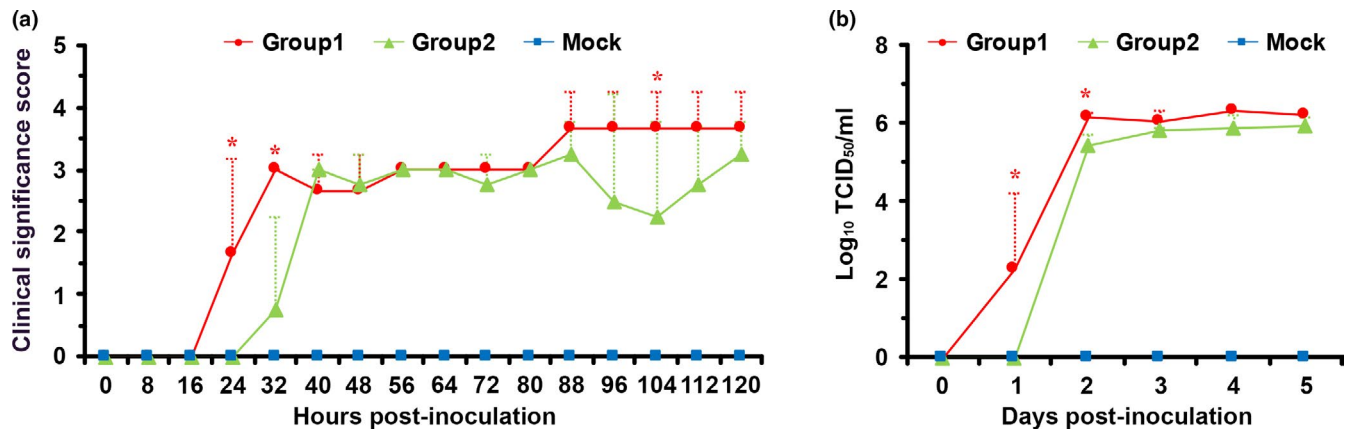 (a)
Group1 Group2 Mock
Clinical significance score
5
4
3
2
1
0
* * *
0 8 16 24 32 40 48 56 64 72 80 88 96 104 112 120
Hours post-inoculation
(b)
Group1 Group2 Mock
Log₁₀ TCID₅₀/ml
8
6
4
2
0
* *
0 1 2 3 4 5
Days post-inoculation